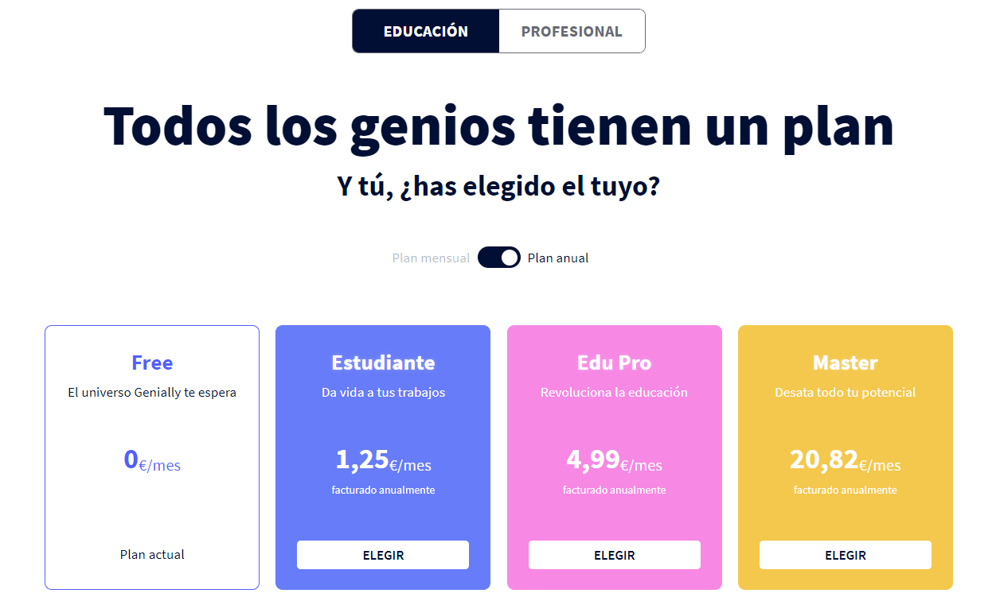 EDUCACIÓN PROFESIONAL
Todos los genios tienen un plan
Y tú, ¿has elegido el tuyo?
Plan mensual Plan anual
Free
El universo Genially te espera
0€/mes
Plan actual
Estudiante
Da vida a tus trabajos
1,25€/mes
facturado anualmente
ELEGIR
Edu Pro
Revoluciona la educación
4,99€/mes
facturado anualmente
ELEGIR
Master
Desata todo tu potencial
20,82€/mes
facturado anualmente
ELEGIR